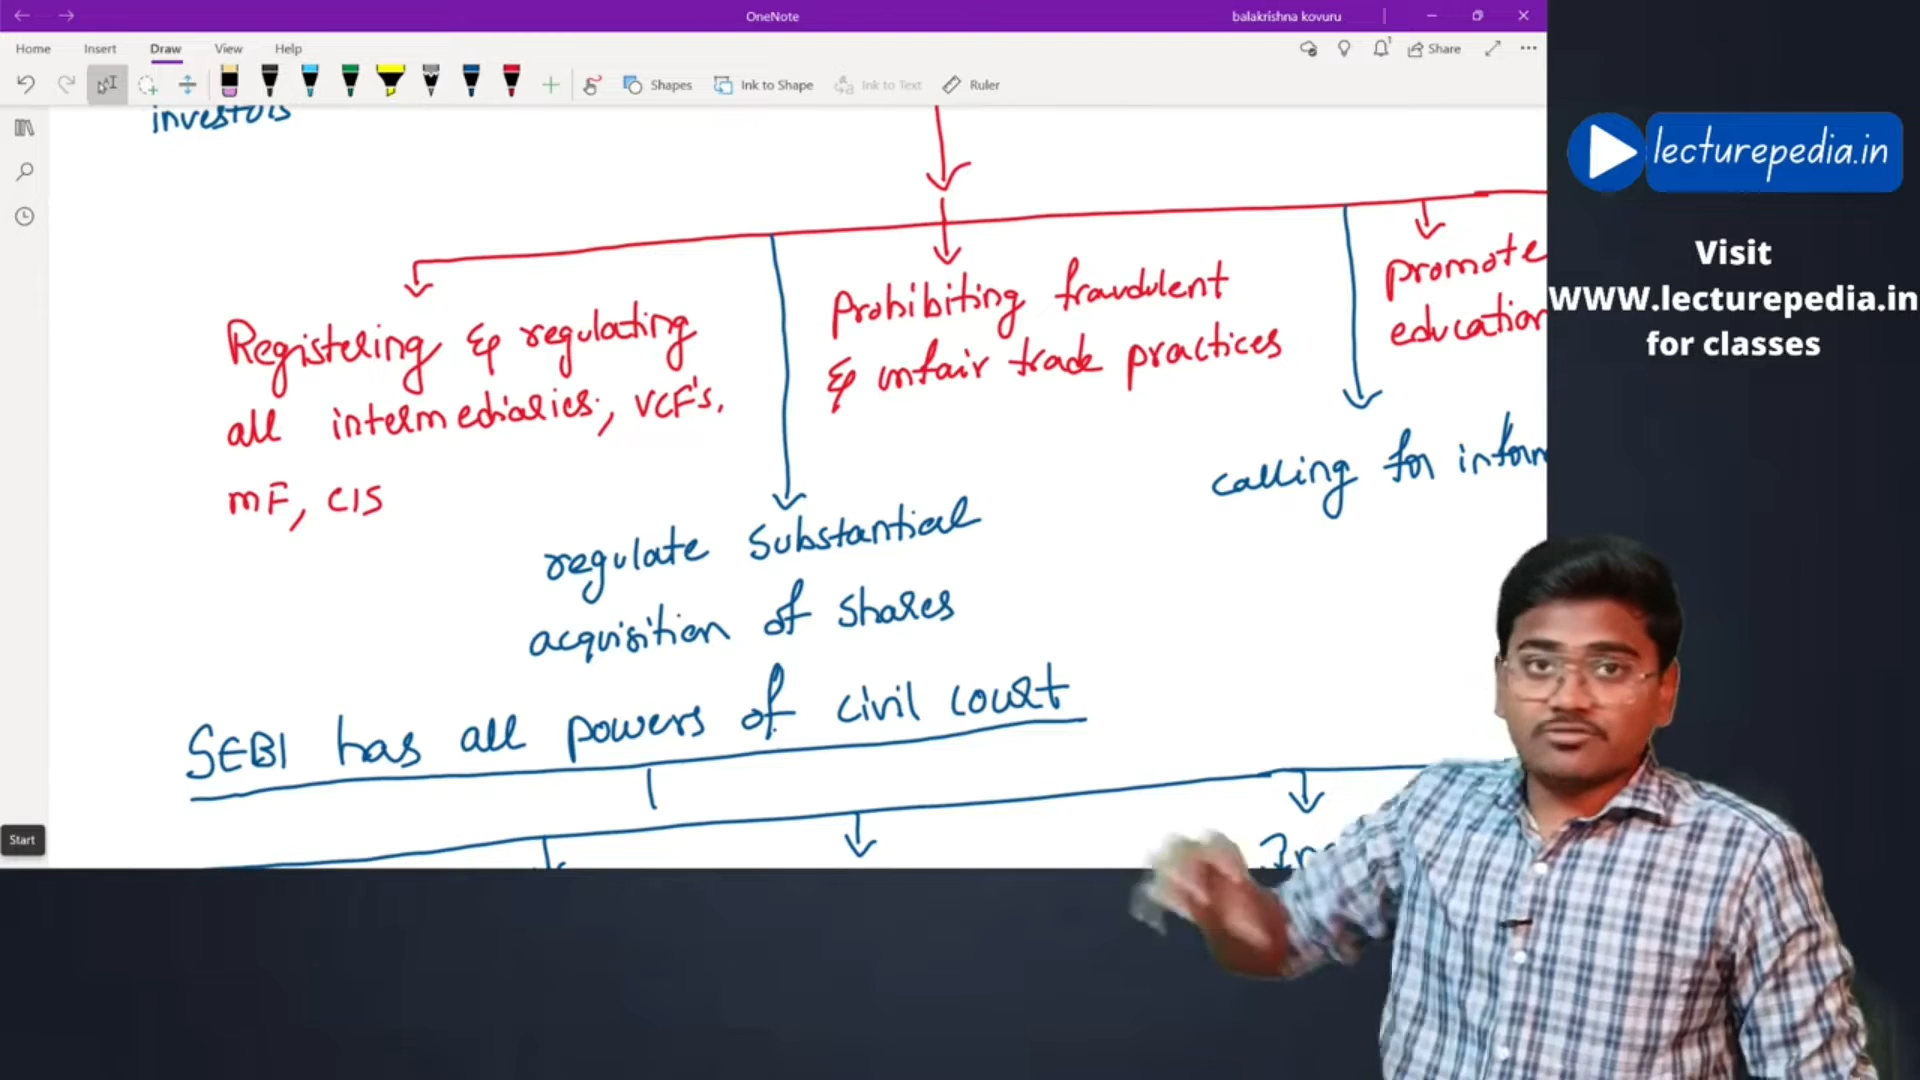 OneNote
balakrishna kovuru
Home Insert Draw View Help
Share
Shapes
Ink to Shape
Ink to Text
Ruler
investors
Registering & regulating
all intermediaries, VCF's.
MF, CIS
Prohibiting fraudulent
& unfair trade practices
promote
education
regulate substantial
acquisition of shares
calling for inform
SEBI has all powers of civil court
Start
lecturepedia.in
Visit
WWW.lecturepedia.in
for classes